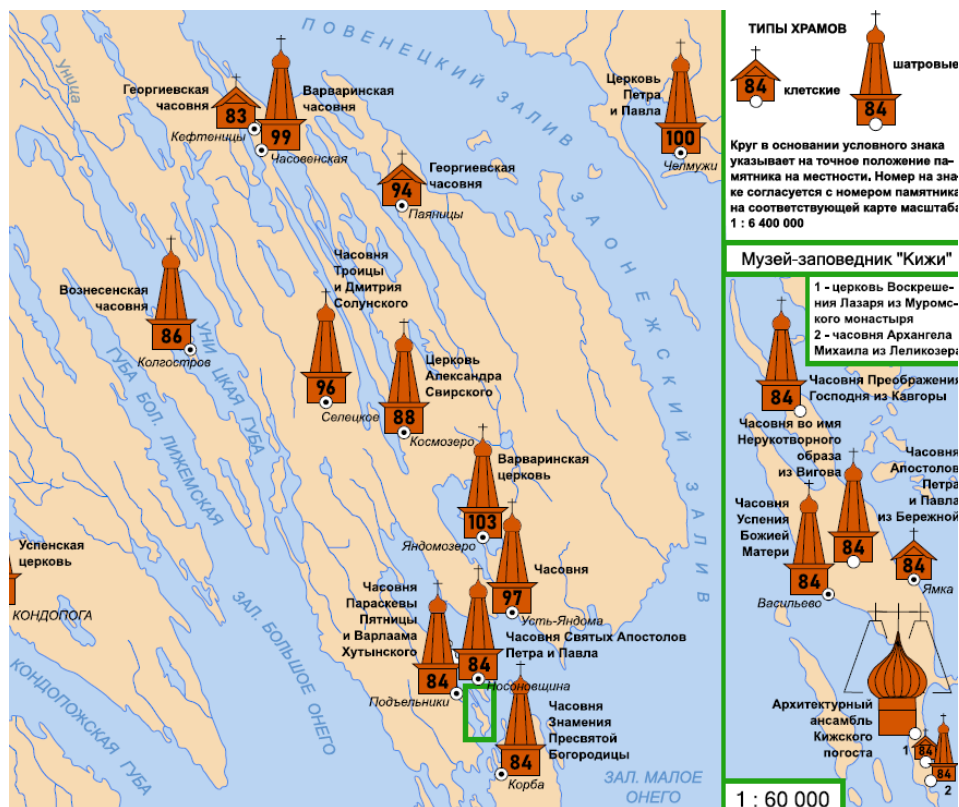 ПОВЕНЕЦКИЙ ЗАЛИВ
ЗАОНЕЖСКИЙ ЗАЛИВ
УНИЦА
Георгиевская
часовня
83
Кефтеницы
Варваринская
часовня
99
Часовенская
Церковь
Петра
и Павла
100
Челмужи
Георгиевская
часовня
94
Паяницы
Вознесенская
часовня
86
Колгостров
Часовня
Троицы
и Дмитрия
Солунского
96
Селецкое
Церковь
Александра
Свирского
88
Космозеро
УНИЦКАЯ ГУБА
ГУБА БОЛ. ЛИЖЕМСКАЯ
Варваринская
церковь
103
Яндомозеро
Часовня
97
Усть-Яндома
Успенская
церковь
КОНДОПОГА
КОНДОПОЖСКАЯ
ГУБА
ЗАЛ. БОЛЬШОЕ ОНЕГО
Часовня
Параскевы
Пятницы
и Варлаама
Хутынского
84
Подъельники
Часовня Святых Апостолов
Петра и Павла
84
Носоновщина
Часовня
Знамения
Пресвятой
Богородицы
84
Корба
ЗАЛ. МАЛОЕ
ОНЕГО
ТИПЫ ХРАМОВ
84
клетские
шатровые
84
Круг в основании условного знака
указывает на точное положение па-
мятника на местности. Номер на зна-
ке согласуется с номером памятника
на соответствующей карте масштаба
1 : 6 400 000
Музей-заповедник "Кижи"
1 - церковь Воскреше-
ния Лазаря из Муромс-
кого монастыря
2 - часовня Архангела
Михаила из Леликозера
84
Часовня Преображения
Господня из Кавгоры
Часовня во имя
Нерукотворного
образа
из Вигова
84
Часовня
Апостолов
Петра
и Павла
из Бережной
84
Ямка
Часовня
Успения
Божией
Матери
84
Васильево
Архитектурный
ансамбль
Кижского
погоста
1
84
84
2
1 : 60 000